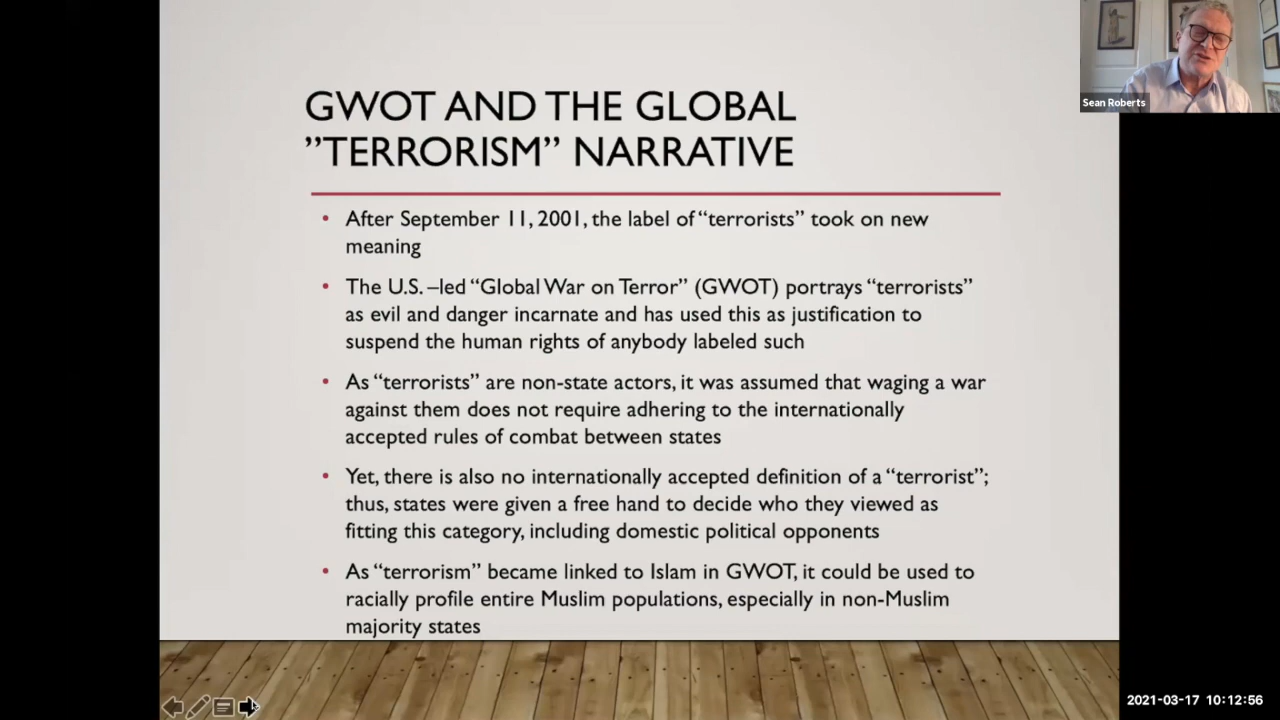 GWOT AND THE GLOBAL
”TERRORISM” NARRATIVE
Sean Roberts
• After September 11, 2001, the label of “terrorists” took on new
meaning
• The U.S. –led “Global War on Terror” (GWOT) portrays “terrorists”
as evil and danger incarnate and has used this as justification to
suspend the human rights of anybody labeled such
• As “terrorists” are non-state actors, it was assumed that waging a war
against them does not require adhering to the internationally
accepted rules of combat between states
• Yet, there is also no internationally accepted definition of a “terrorist”;
thus, states were given a free hand to decide who they viewed as
fitting this category, including domestic political opponents
• As “terrorism” became linked to Islam in GWOT, it could be used to
racially profile entire Muslim populations, especially in non-Muslim
majority states
2021-03-17 10:12:56